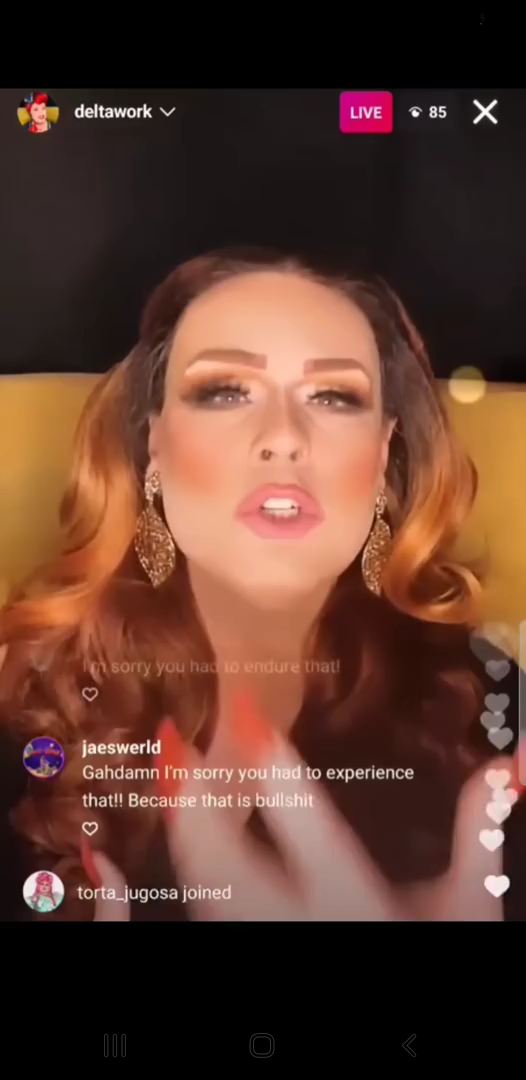 deltawork
LIVE
85
I'm sorry you had to endure that!
jaeswerld
Gahdamn I'm sorry you had to experience
that!! Because that is bullshit
torta_jugosa joined